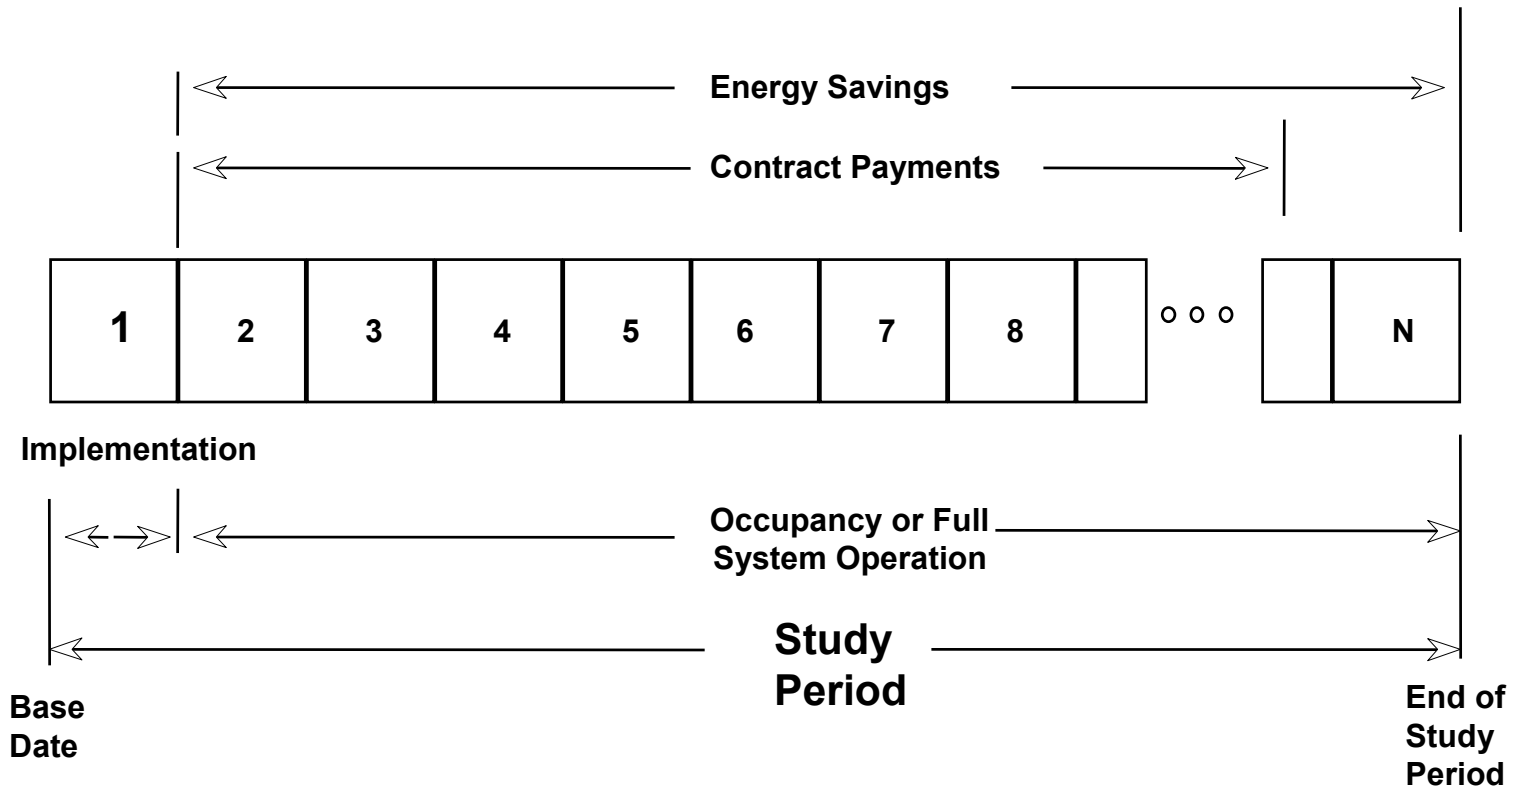 Energy Savings
Contract Payments
1 2 3 4 5 6 7 8 N
Implementation
Occupancy or Full
System Operation
Study
Period
Base
Date
End of
Study
Period